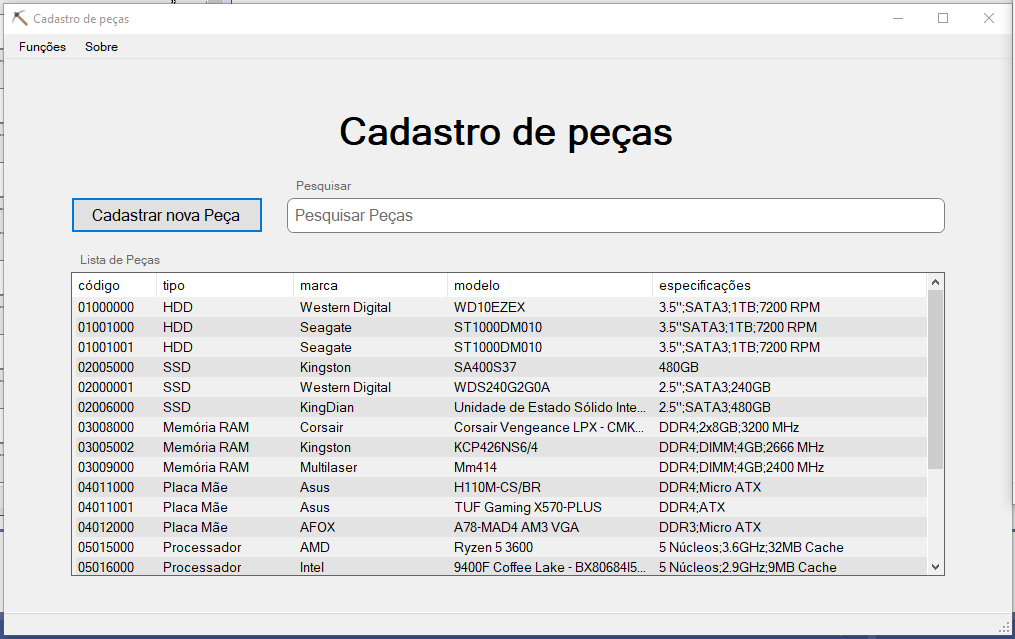 Cadastro de peças
Funções Sobre
Cadastro de peças
Pesquisar
Cadastrar nova Peça Pesquisar Peças
Lista de Peças
código tipo marca modelo especificações
01000000 HDD Western Digital WD10EZEX 3.5";SATA3;1TB;7200 RPM
01001000 HDD Seagate ST1000DM010 3.5"SATA3;1TB;7200 RPM
01001001 HDD Seagate ST1000DM010 3.5";SATA3;1TB;7200 RPM
02005000 SSD Kingston SA400S37 480GB
02000001 SSD Western Digital WDS240G2G0A 2.5";SATA3;240GB
02006000 SSD KingDian Unidade de Estado Sólido Inte... 2.5";SATA3;480GB
03008000 Memória RAM Corsair Corsair Vengeance LPX - CMK... DDR4;2x8GB;3200 MHz
03005002 Memória RAM Kingston KCP426NS6/4 DDR4;DIMM;4GB;2666 MHz
03009000 Memória RAM Multilaser Mm414 DDR4;DIMM;4GB;2400 MHz
04011000 Placa Mãe Asus H110M-CS/BR DDR4;Micro ATX
04011001 Placa Mãe Asus TUF Gaming X570-PLUS DDR4;ATX
04012000 Placa Mãe AFOX A78-MAD4 AM3 VGA DDR3;Micro ATX
05015000 Processador AMD Ryzen 5 3600 5 Núcleos;3.6GHz;32MB Cache
05016000 Processador Intel 9400F Coffee Lake - BX80684I5... 5 Núcleos;2.9GHz;9MB Cache